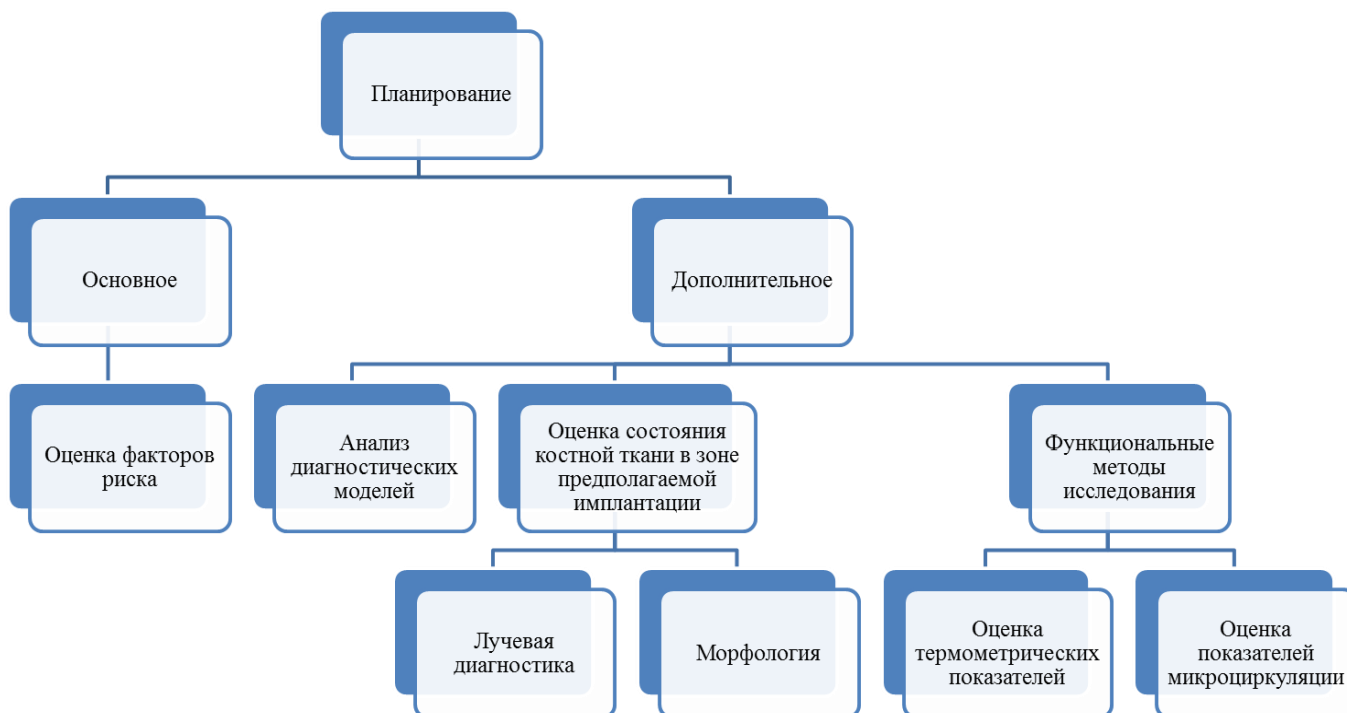 Планирование
Основное
Дополнительное
Оценка факторов
риска
Анализ
диагностических
моделей
Оценка состояния
костной ткани в зоне
предполагаемой
имплантации
Функциональные
методы
исследования
Лучевая
диагностика
Морфология
Оценка
термометрических
показателей
Оценка
показателей
микроциркуляции